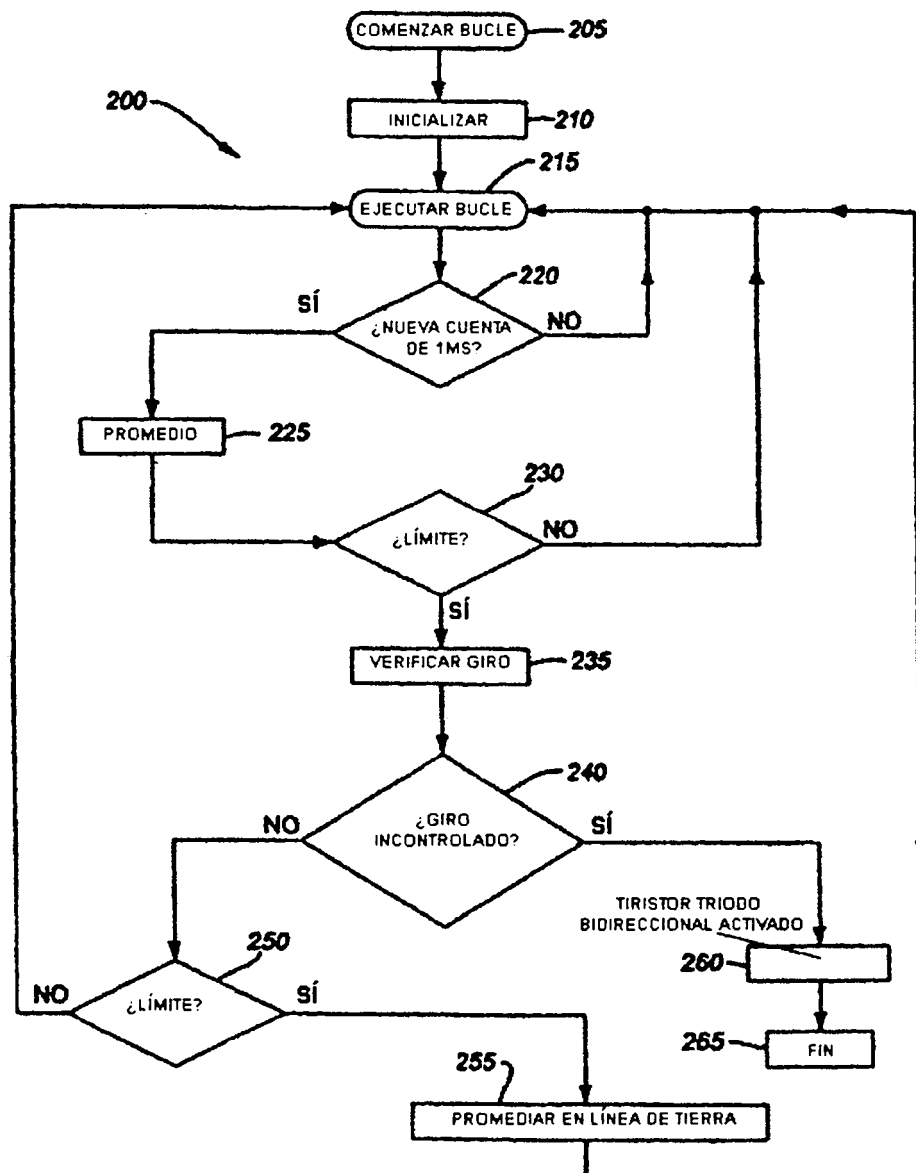 COMENZAR BUCLE
205
200
INICIALIZAR
210
215
EJECUTAR BUCLE
220
SÍ
¿NUEVA CUENTA
DE 1MS?
NO
PROMEDIO
225
230
¿LÍMITE?
NO
SÍ
VERIFICAR GIRO
235
240
NO
¿GIRO
INCONTROLADO?
SÍ
TIRISTOR TRIODO
BIDIRECCIONAL ACTIVADO
250
260
NO
¿LÍMITE?
SÍ
265
FIN
255
PROMEDIAR EN LÍNEA DE TIERRA